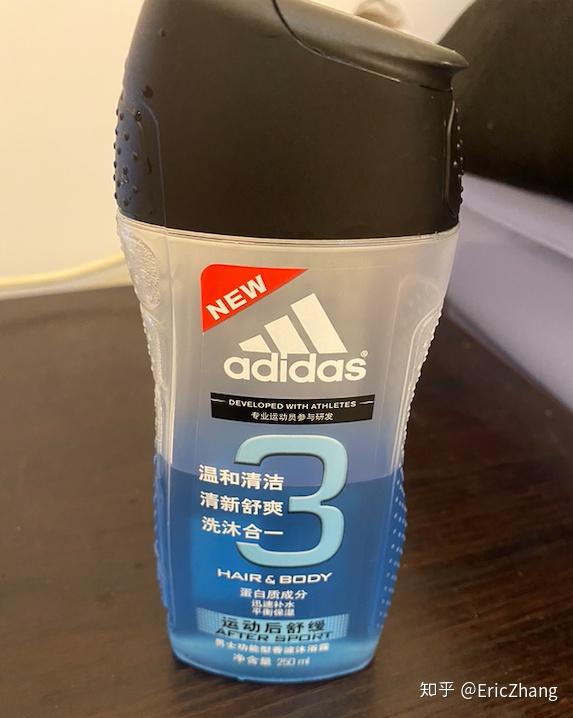 NEW
adidas®
DEVELOPED WITH ATHLETES
专业运动员参与研发
3
温和清洁
清新舒爽
洗沐合一
HAIR & BODY
蛋白质成分
迅速补水
平衡保湿
运动后舒缓
AFTER SPORT
男士功能型香波沐浴露
净含量 250 ml
知乎 @EricZhang